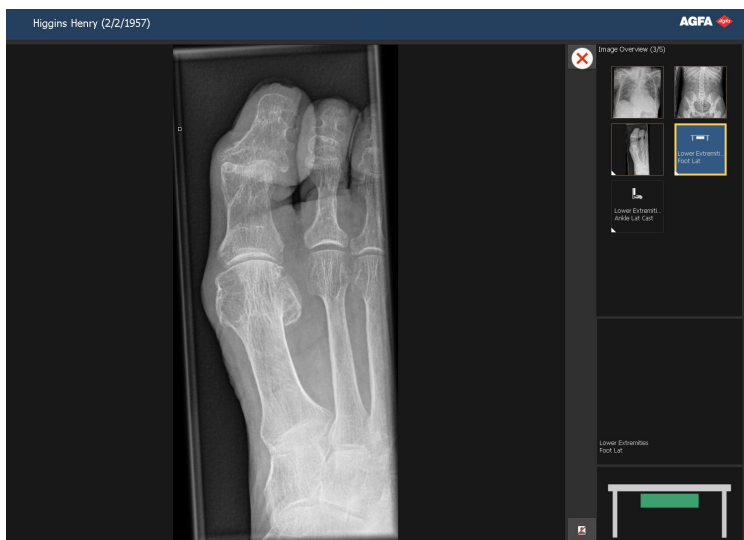 Higgins Henry (2/2/1957)
AGFA
Image Overview (3/5)
Lower Extremiti...
Foot Lat
Lower Extremiti...
Ankle Lat Cast
Lower Extremities
Foot Lat